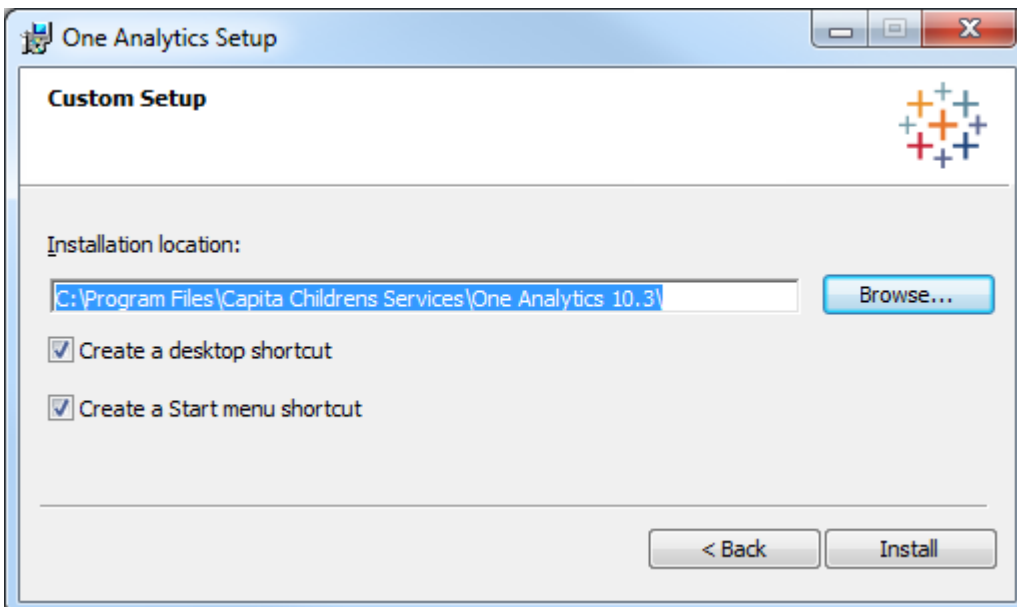 One Analytics Setup
Custom Setup
Installation location:
C:\Program Files\Capita Childrens Services\One Analytics 10.3\
Browse...
Create a desktop shortcut
Create a Start menu shortcut
< Back
Install